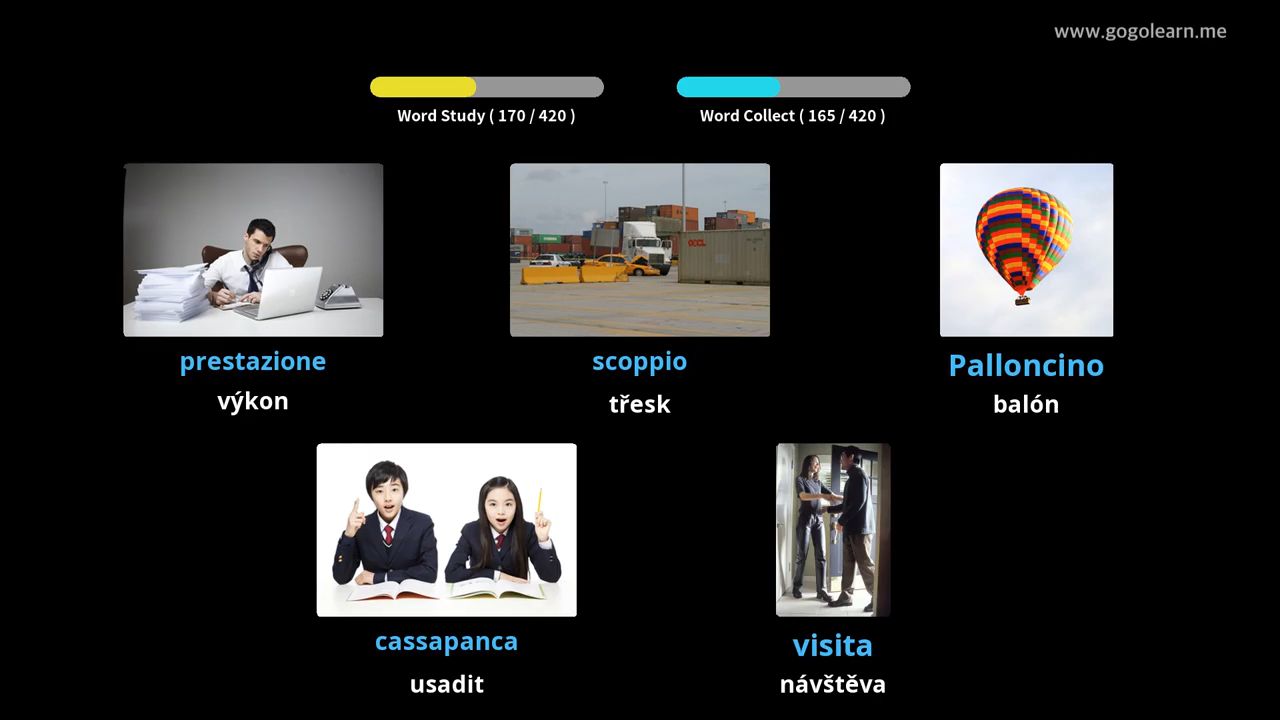 www.gogolearn.me
Word Study ( 170 / 420 )
Word Collect ( 165 / 420 )
prestazione
výkon
scoppio
třesk
Palloncino
balón
cassapanca
usadit
visita
návštěva